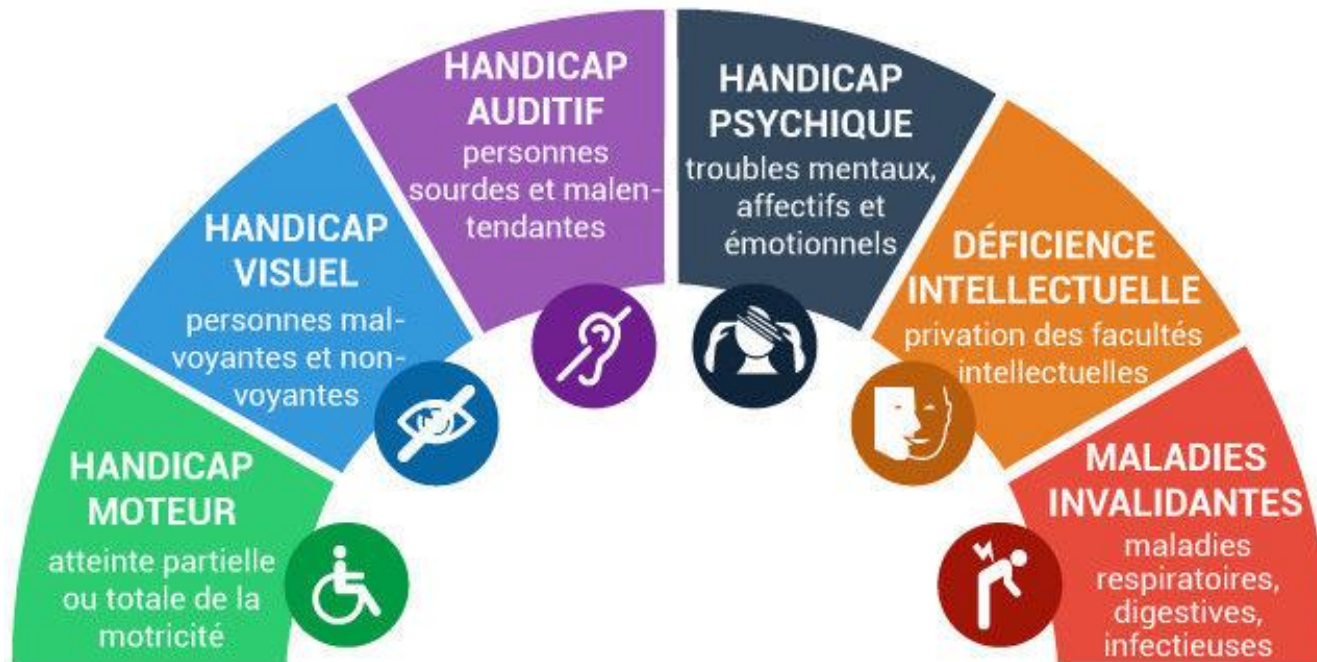 HANDICAP
MOTEUR
atteinte partielle
ou totale de la
motricité
HANDICAP
VISUEL
personnes mal-
voyantes et non-
voyantes
HANDICAP
AUDITIF
personnes
sourdes et malen-
tendantes
HANDICAP
PSYCHIQUE
troubles mentaux,
affectifs et
émotionnels
DÉFICIENCE
INTELLECTUELLE
privation des facultés
intellectuelles
MALADIES
INVALIDANTES
maladies
respiratoires,
digestives,
infectieuses